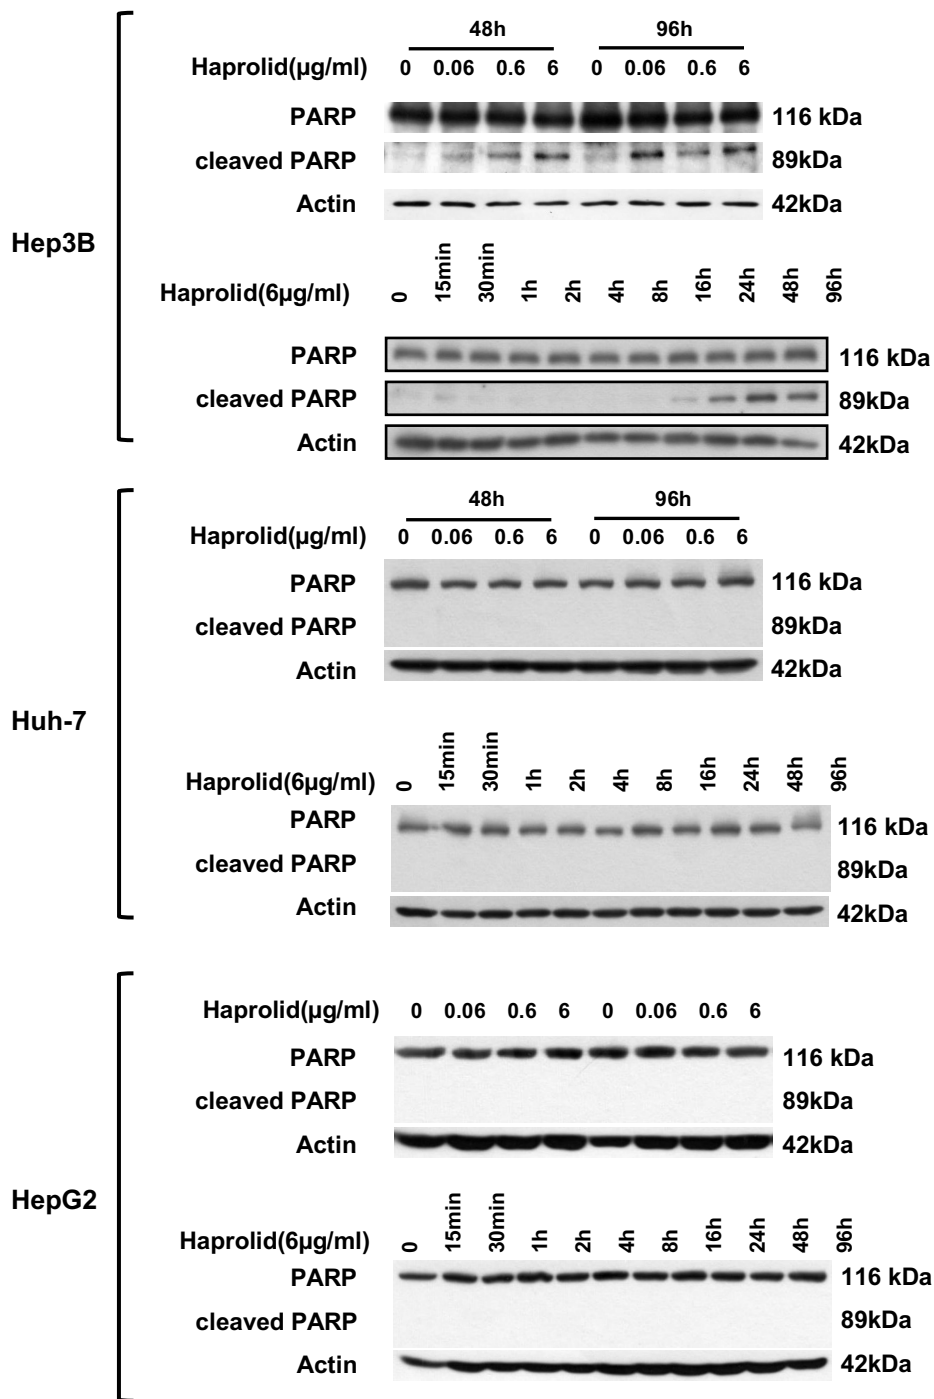 48h 96h
Haprolid(µg/ml) 0 0.06 0.6 6 0 0.06 0.6 6
PARP 116 kDa
cleaved PARP 89kDa
Actin 42kDa
Hep3B
Haprolid(6µg/ml) 0 15min 30min 1h 2h 4h 8h 16h 24h 48h 96h
PARP 116 kDa
cleaved PARP 89kDa
Actin 42kDa
48h 96h
Haprolid(µg/ml) 0 0.06 0.6 6 0 0.06 0.6 6
PARP 116 kDa
cleaved PARP 89kDa
Actin 42kDa
Huh-7
Haprolid(6µg/ml) 0 15min 30min 1h 2h 4h 8h 16h 24h 48h 96h
PARP 116 kDa
cleaved PARP 89kDa
Actin 42kDa
Haprolid(µg/ml) 0 0.06 0.6 6 0 0.06 0.6 6
PARP 116 kDa
cleaved PARP 89kDa
Actin 42kDa
HepG2
Haprolid(6µg/ml) 0 15min 30min 1h 2h 4h 8h 16h 24h 48h 96h
PARP 116 kDa
cleaved PARP 89kDa
Actin 42kDa